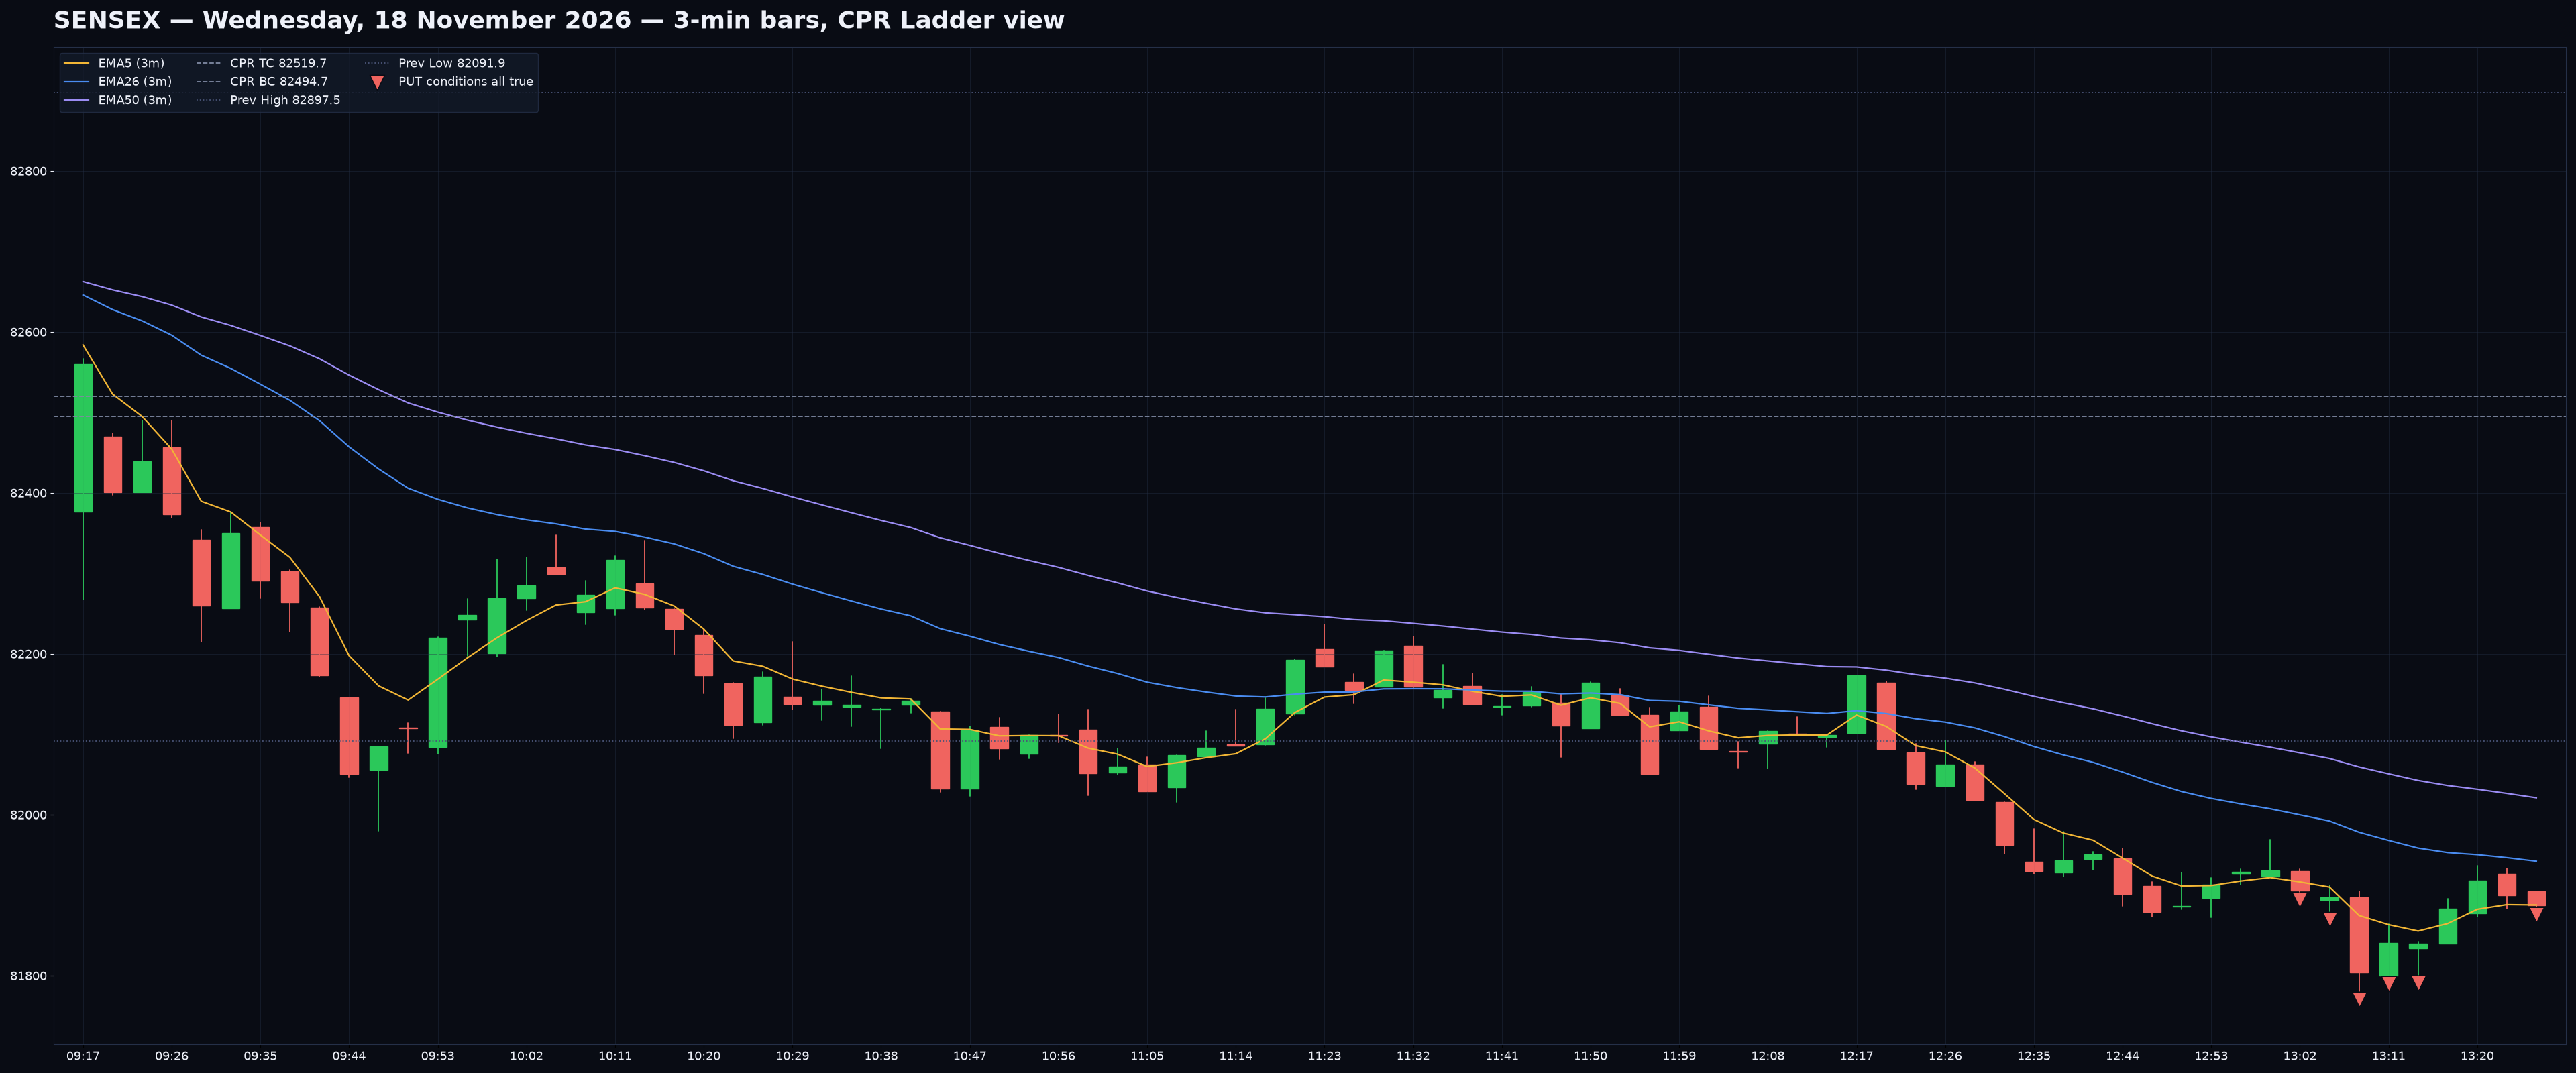 SENSEX — Wednesday, 18 November 2026 — 3-min bars, CPR Ladder view
EMA5 (3m)
EMA26 (3m)
EMA50 (3m)
CPR TC 82519.7
CPR BC 82494.7
Prev High 82897.5
Prev Low 82091.9
PUT conditions all true
82800
82600
82400
82200
82000
81800
09:17 09:26 09:35 09:44 09:53 10:02 10:11 10:20 10:29 10:38 10:47 10:56 11:05 11:14 11:23 11:32 11:41 11:50 11:59 12:08 12:17 12:26 12:35 12:44 12:53 13:02 13:11 13:20